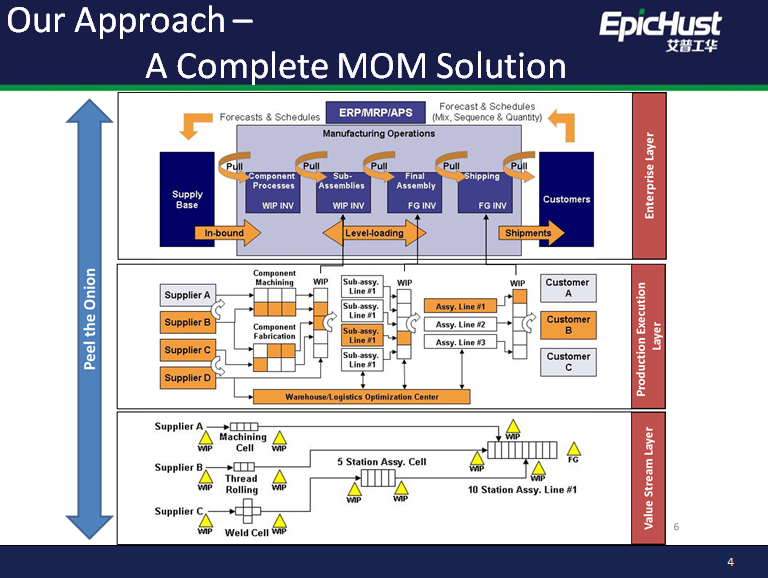 Our Approach –
A Complete MOM Solution
EPICHUST
艾普工华
Peel the Onion
Forecasts & Schedules
ERP/MRP/APS
Forecast & Schedules
(Mix, Sequence & Quantity)
Manufacturing Operations
Supply
Base
Pull
Component
Processes
WIP INV
Pull
Sub-
Assemblies
WIP INV
Pull
Final
Assembly
FG INV
Pull
Shipping
FG INV
Pull
Customers
In-bound
Level-loading
Shipments
Enterprise Layer
Supplier A
Supplier B
Supplier C
Supplier D
Component
Machining
Component
Fabrication
WIP
Sub-assy.
Line #1
Sub-assy.
Line #1
Sub-assy.
Line #1
Sub-assy.
Line #1
WIP
Assy. Line #1
Assy. Line #2
Assy. Line #3
WIP
Customer
A
Customer
B
Customer
C
Warehouse/Logistics Optimization Center
Production Execution
Layer
Supplier A
WIP
Machining
Cell
WIP
Supplier B
WIP
Thread
Rolling
WIP
Supplier C
WIP
Weld Cell
WIP
5 Station Assy. Cell
WIP
WIP
WIP
WIP
WIP
FG
10 Station Assy. Line #1
Value Stream Layer
6
4